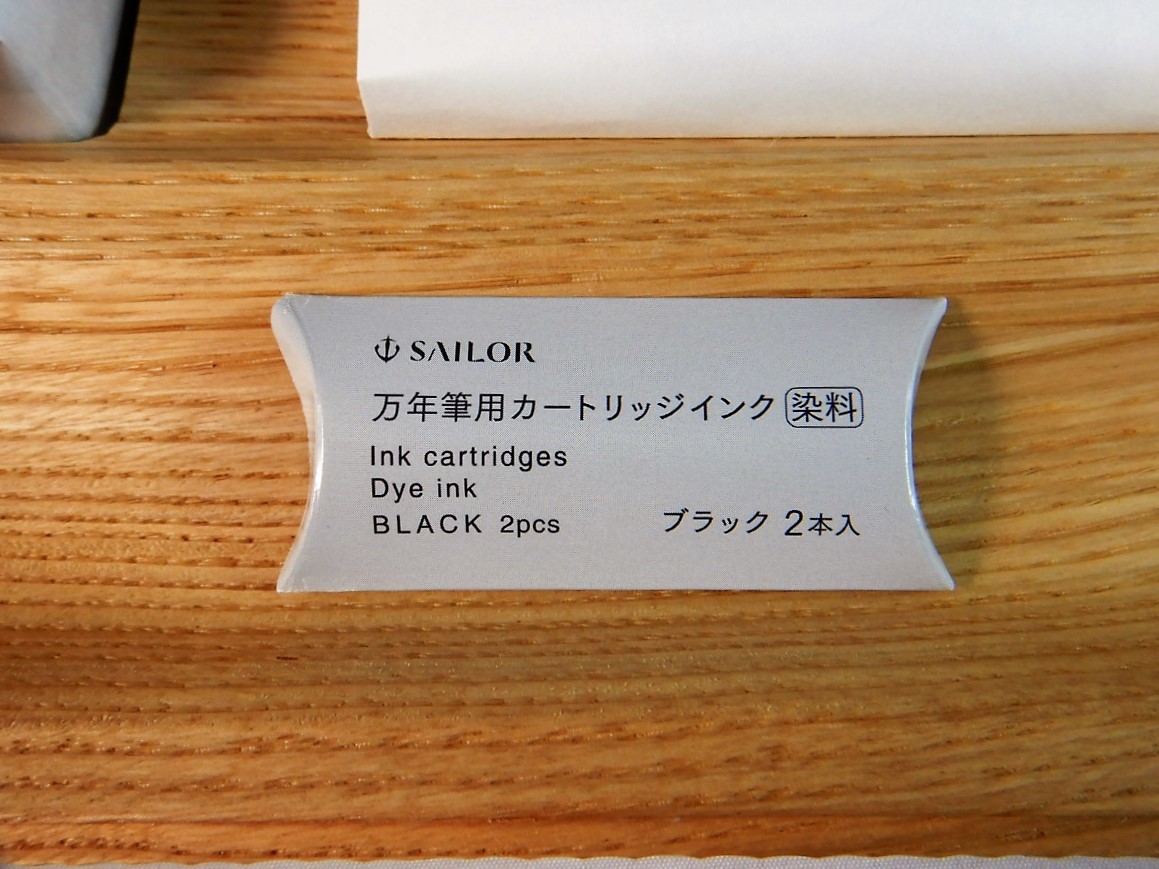 SAILOR
万年筆用カートリッジインク 染料
Ink cartridges
Dye ink
BLACK 2pcs ブラック 2本入